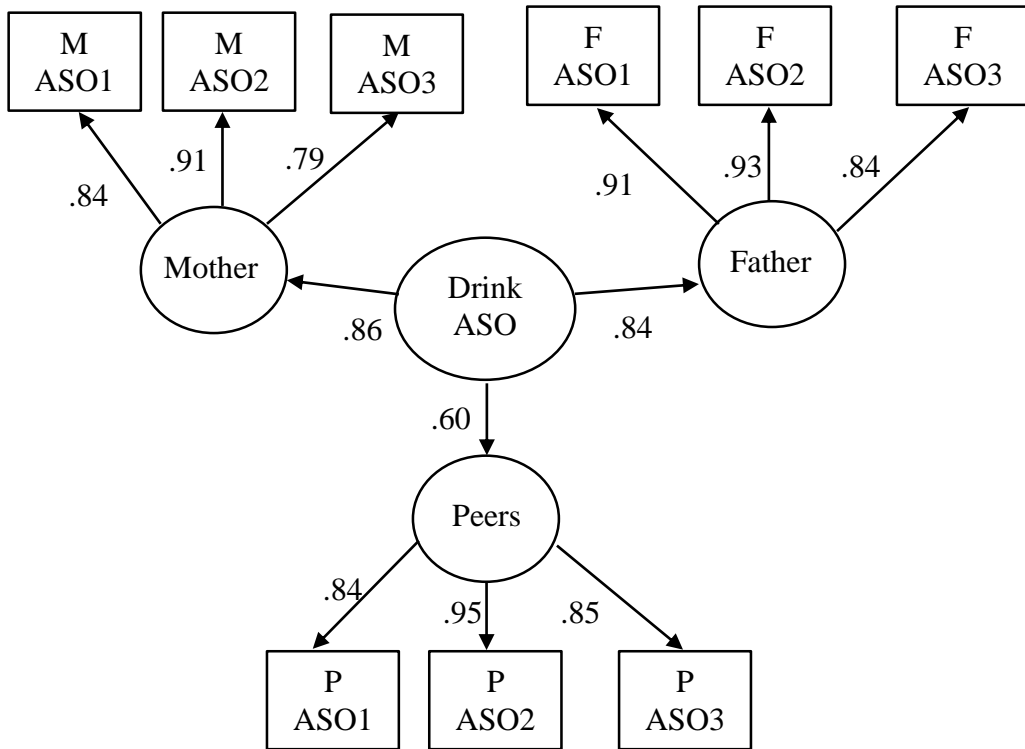 M
ASO1
M
ASO2
M
ASO3
F
ASO1
F
ASO2
F
ASO3
.84
.91
.79
.91
.93
.84
Mother
Drink
ASO
Father
.86
.84
.60
Peers
.84
.95
.85
P
ASO1
P
ASO2
P
ASO3